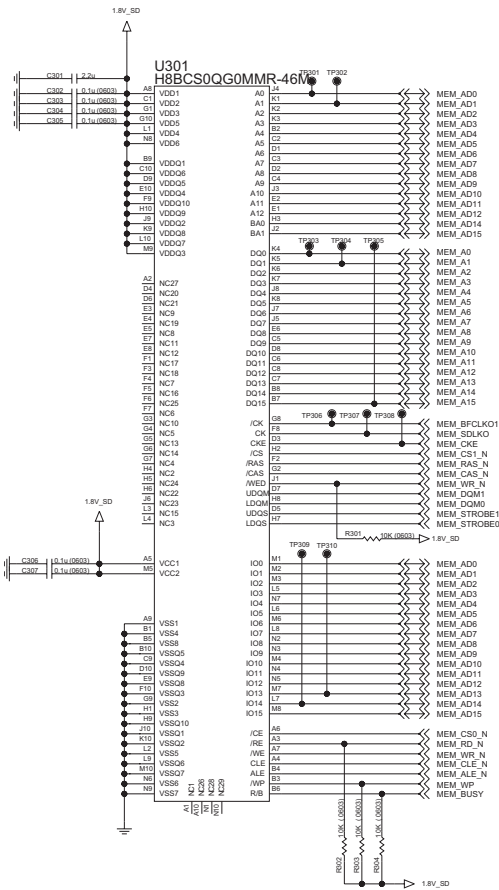 1.8V_SD
U301
H8BCS0QG0MMR-46M
TP301 TP302
C301 2.2u
C302 0.1u (0603)
C303 0.1u (0603)
C304 0.1u (0603)
C305 0.1u (0603)
A8 VDD1
C1 VDD2
G1 VDD3
G10 VDD5
L1 VDD4
N8 VDD6
B9 VDDQ1
C10 VDDQ6
D9 VDDQ5
E10 VDDQ4
F9 VDDQ10
H10 VDDQ9
J9 VDDQ2
K9 VDDQ8
L10 VDDQ7
M9 VDDQ3
A2 NC27
D4 NC20
D6 NC21
E3 NC9
E4 NC19
E5 NC8
E7 NC11
E8 NC12
F1 NC17
F3 NC18
F4 NC7
F5 NC16
F6 NC25
F7 NC6
G3 NC10
G4 NC5
G5 NC13
G6 NC14
G7 NC4
H4 NC2
H5 NC24
H6 NC22
J6 NC23
L3 NC15
L4 NC3
1.8V_SD
C306 0.1u (0603)
C307 0.1u (0603)
A5 VCC1
M5 VCC2
A9 VSS1
B1 VSS4
B5 VSS8
B10 VSSQ5
C9 VSSQ4
D10 VSSQ9
E9 VSSQ8
F10 VSSQ3
G9 VSS2
H1 VSS3
H9 VSSQ10
J10 VSSQ1
K10 VSSQ2
L2 VSS5
L9 VSSQ6
M10 VSSQ7
N6 VSS6
N9 VSS7
NC1 NC26 NC28 NC29
A1 A10 N1 N10
A0 J4 MEM_AD0
A1 K1 MEM_AD1
A2 K2 MEM_AD2
A3 K3 MEM_AD3
A4 B2 MEM_AD4
A5 C2 MEM_AD5
A6 D1 MEM_AD6
A7 C3 MEM_AD7
A8 D2 MEM_AD8
A9 C4 MEM_AD9
A10 J3 MEM_AD10
A11 E2 MEM_AD11
A12 E1 MEM_AD12
BA0 H3 MEM_AD14
BA1 J2 MEM_AD15
TP303 TP304 TP305
DQ0 K4 MEM_A0
DQ1 K5 MEM_A1
DQ2 K6 MEM_A2
DQ3 K7 MEM_A3
DQ4 J8 MEM_A4
DQ5 K8 MEM_A5
DQ6 J7 MEM_A6
DQ7 J5 MEM_A7
DQ8 E6 MEM_A8
DQ9 C5 MEM_A9
DQ10 D8 MEM_A10
DQ11 C6 MEM_A11
DQ12 C8 MEM_A12
DQ13 C7 MEM_A13
DQ14 B8 MEM_A14
DQ15 B7 MEM_A15
TP306 TP307 TP308
/CK G8 MEM_BFCLKO1
CK F8 MEM_SDLKO
CKE D3 MEM_CKE
/CS H2 MEM_CS1_N
/RAS F2 MEM_RAS_N
/CAS G2 MEM_CAS_N
/WED J1 MEM_WR_N
UDQM D7 MEM_DQM1
LDQM H8 MEM_DQM0
UDQS D5 MEM_STROBE1
LDQS H7 MEM_STROBE0
R301 10K (0603) 1.8V_SD
TP309 TP310
IO0 M1 MEM_AD0
IO1 M2 MEM_AD1
IO2 M3 MEM_AD2
IO3 L5 MEM_AD3
IO4 N7 MEM_AD4
IO5 L6 MEM_AD5
IO6 M6 MEM_AD6
IO7 L8 MEM_AD7
IO8 N2 MEM_AD8
IO9 N3 MEM_AD9
IO10 M4 MEM_AD10
IO11 N4 MEM_AD11
IO12 N5 MEM_AD12
IO13 M7 MEM_AD13
IO14 L7 MEM_AD14
IO15 M8 MEM_AD15
/CE A6 MEM_CS0_N
/RE A3 MEM_RD_N
/WE A7 MEM_WR_N
CLE A4 MEM_CLE_N
ALE B4 MEM_ALE_N
/WP B3 MEM_WP
R/B B6 MEM_BUSY
10K (0603) 10K (0603) 10K (0603)
R302 R303 R304
1.8V_SD